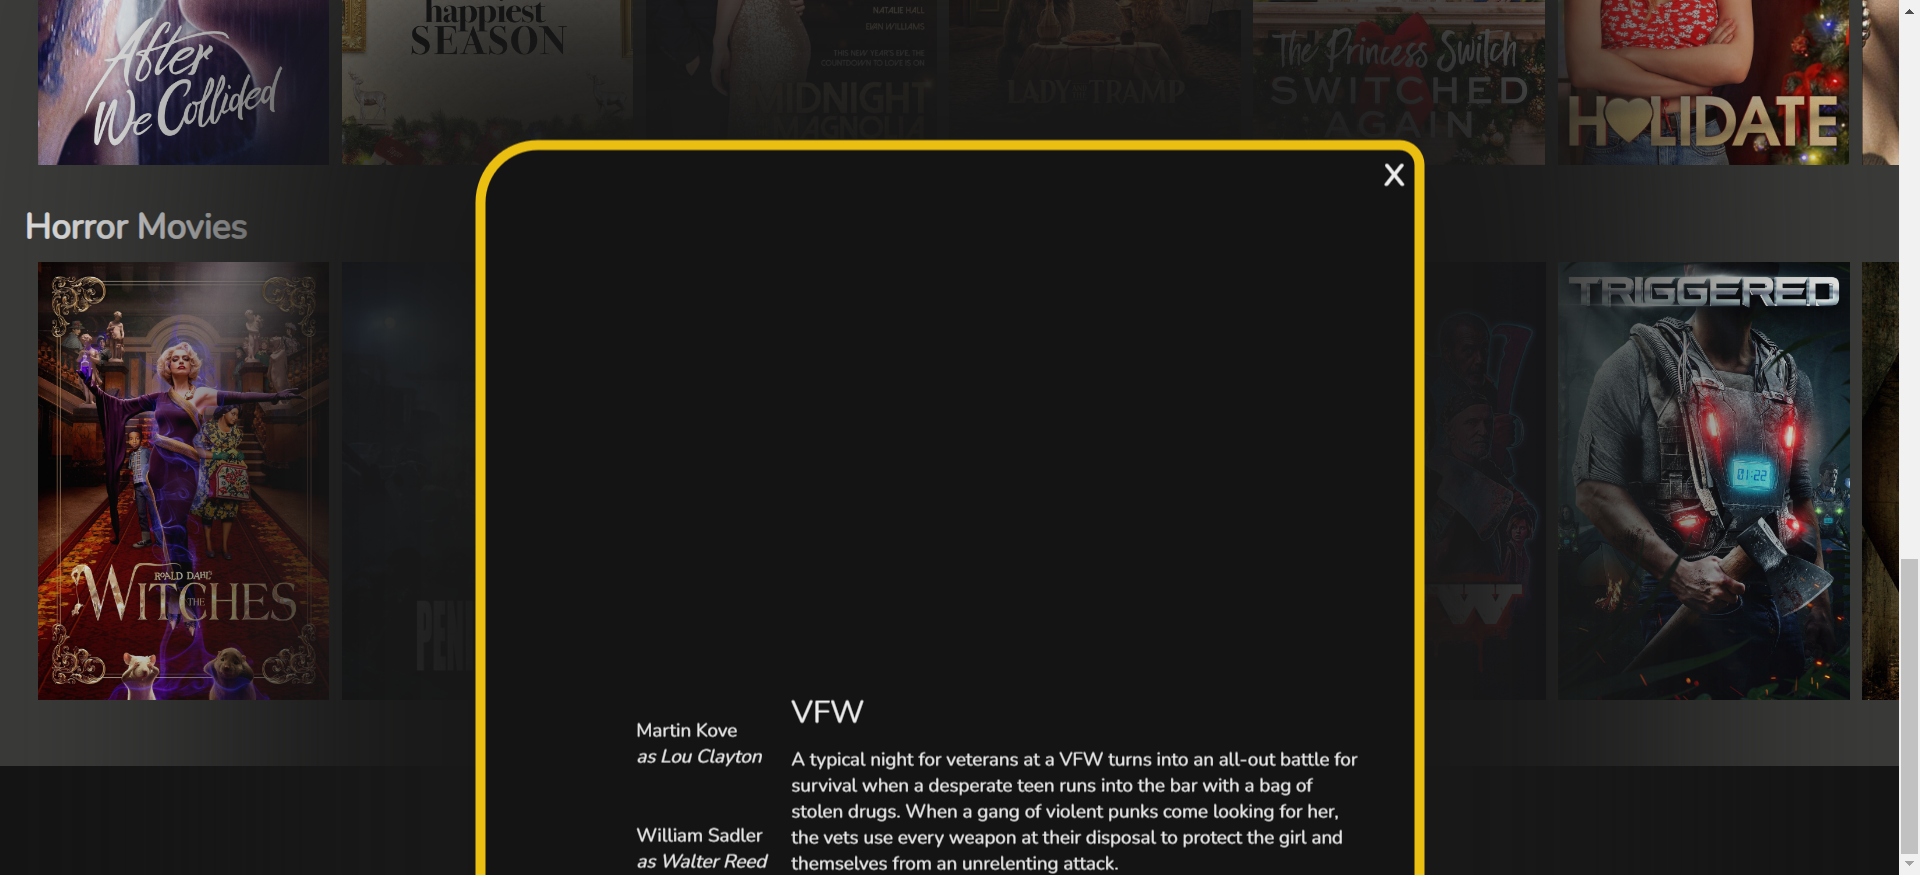 After
We Collided
happiest
SEASON
NATALIE HALL
EVAN WILLIAMS
THIS NEW YEAR'S EVE, THE
COUNTDOWN TO LOVE IS ON
MIDNIGHT
MAGNOLIA
LADY AND THE TRAMP
The Princess Switch
SWITCHED
AGAIN
HOLIDATE
X
Horror Movies
ROALD DAHL'S
THE
WITCHES
PENI
W
TRIGGERED
01:22
VFW
Martin Kove
as Lou Clayton
A typical night for veterans at a VFW turns into an all-out battle for
survival when a desperate teen runs into the bar with a bag of
stolen drugs. When a gang of violent punks come looking for her,
the vets use every weapon at their disposal to protect the girl and
themselves from an unrelenting attack.
William Sadler
as Walter Reed